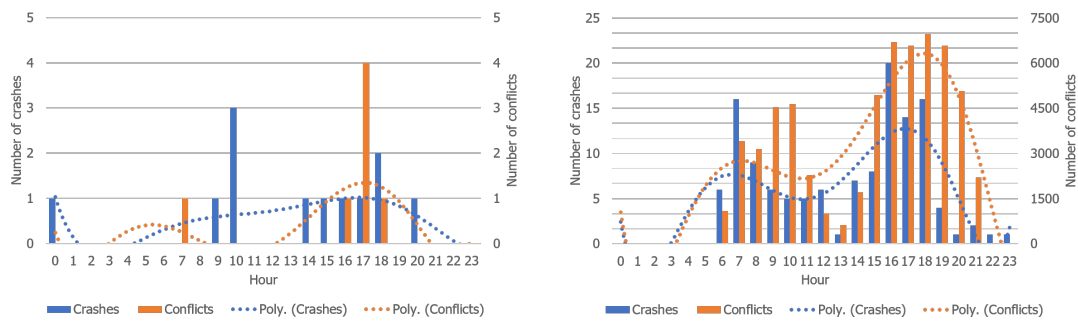 5
4
3
2
1
0
Number of crashes
5
4
3
2
1
0
Number of conflicts
0 1 2 3 4 5 6 7 8 9 10 11 12 13 14 15 16 17 18 19 20 21 22 23
Hour
Crashes Conflicts Poly. (Crashes) Poly. (Conflicts)
25
20
15
10
5
0
Number of crashes
7500
6000
4500
3000
1500
0
Number of conflicts
0 1 2 3 4 5 6 7 8 9 10 11 12 13 14 15 16 17 18 19 20 21 22 23
Hour
Crashes Conflicts Poly. (Crashes) Poly. (Conflicts)